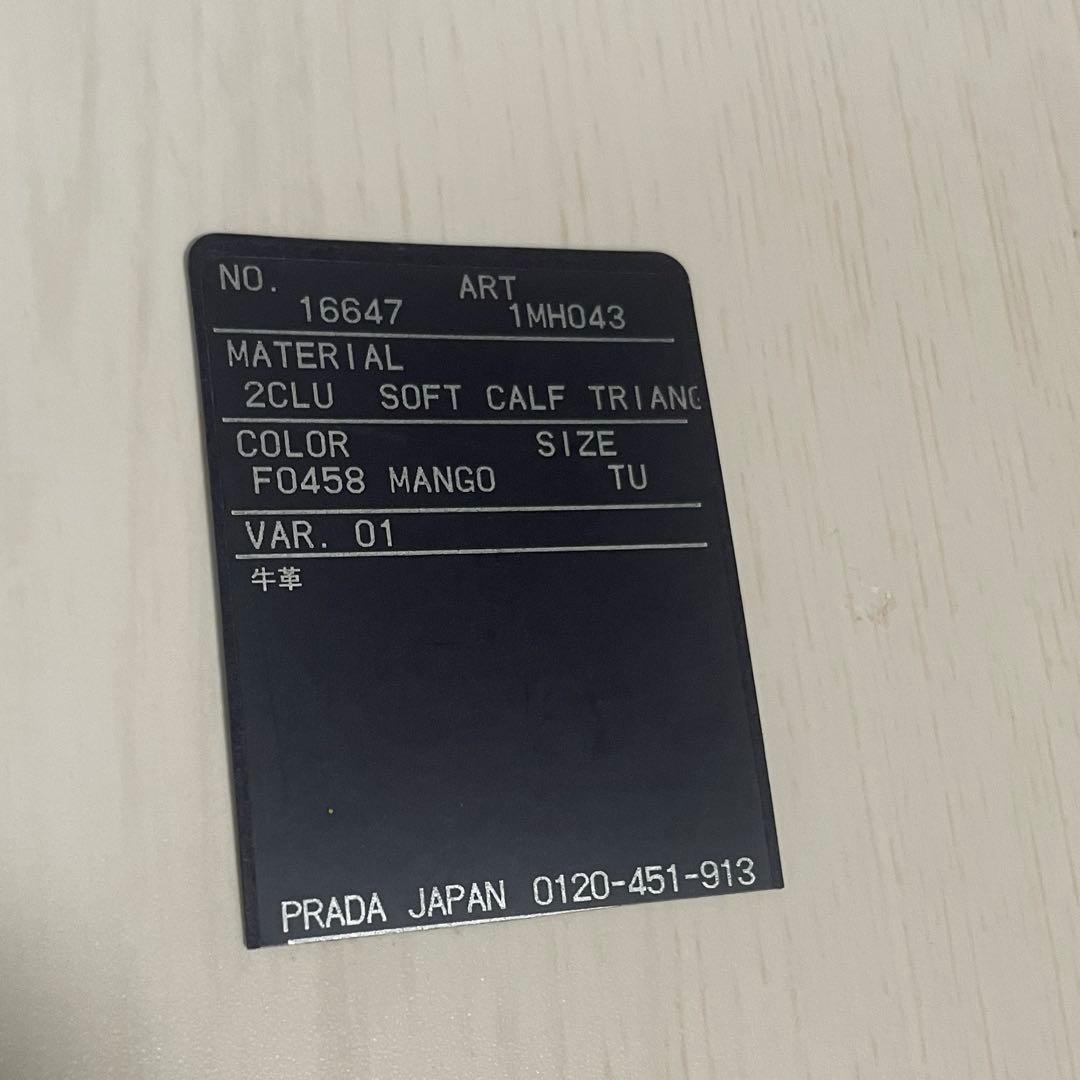 NO. ART
16647 1MH043
MATERIAL
2CLU SOFT CALF TRIANG
COLOR SIZE
F0458 MANGO TU
VAR. 01
牛革
PRADA JAPAN 0120-451-913